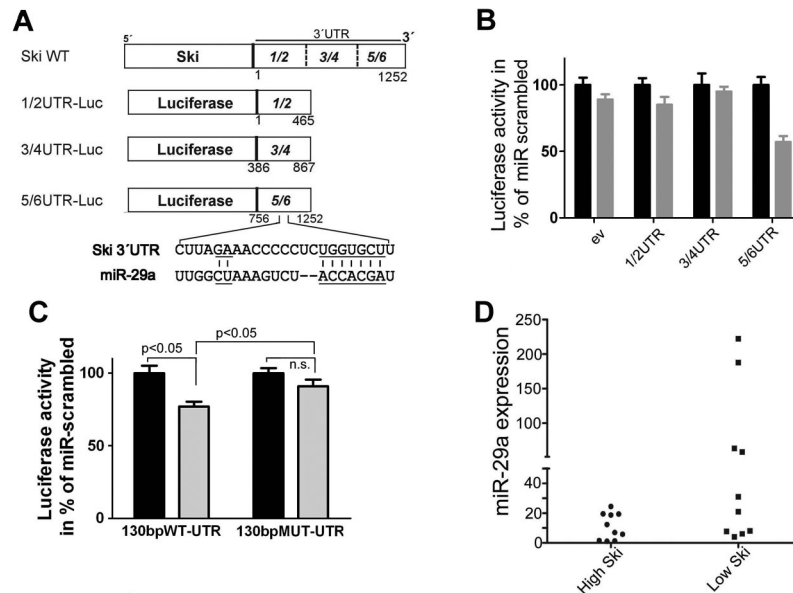 A
5´ 3´UTR 3´
Ski WT Ski 1/2 3/4 5/6
1 1252
1/2UTR-Luc Luciferase 1/2
1 465
3/4UTR-Luc Luciferase 3/4
386 867
5/6UTR-Luc Luciferase 5/6
756 1252
Ski 3´UTR CUUAGAAACCCCCUCUGGUGCUU
miR-29a UUGGCUAAAGUCU--ACCACGAU
B
Luciferase activity in
% of miR scrambled
100
50
0
ev 1/2UTR 3/4UTR 5/6UTR
C
Luciferase activity
in % of miR-scrambled
p<0.05
p<0.05
n.s.
100
50
0
130bpWT-UTR 130bpMUT-UTR
D
miR-29a expression
250
200
150
100
50
40
20
0
High Ski Low Ski